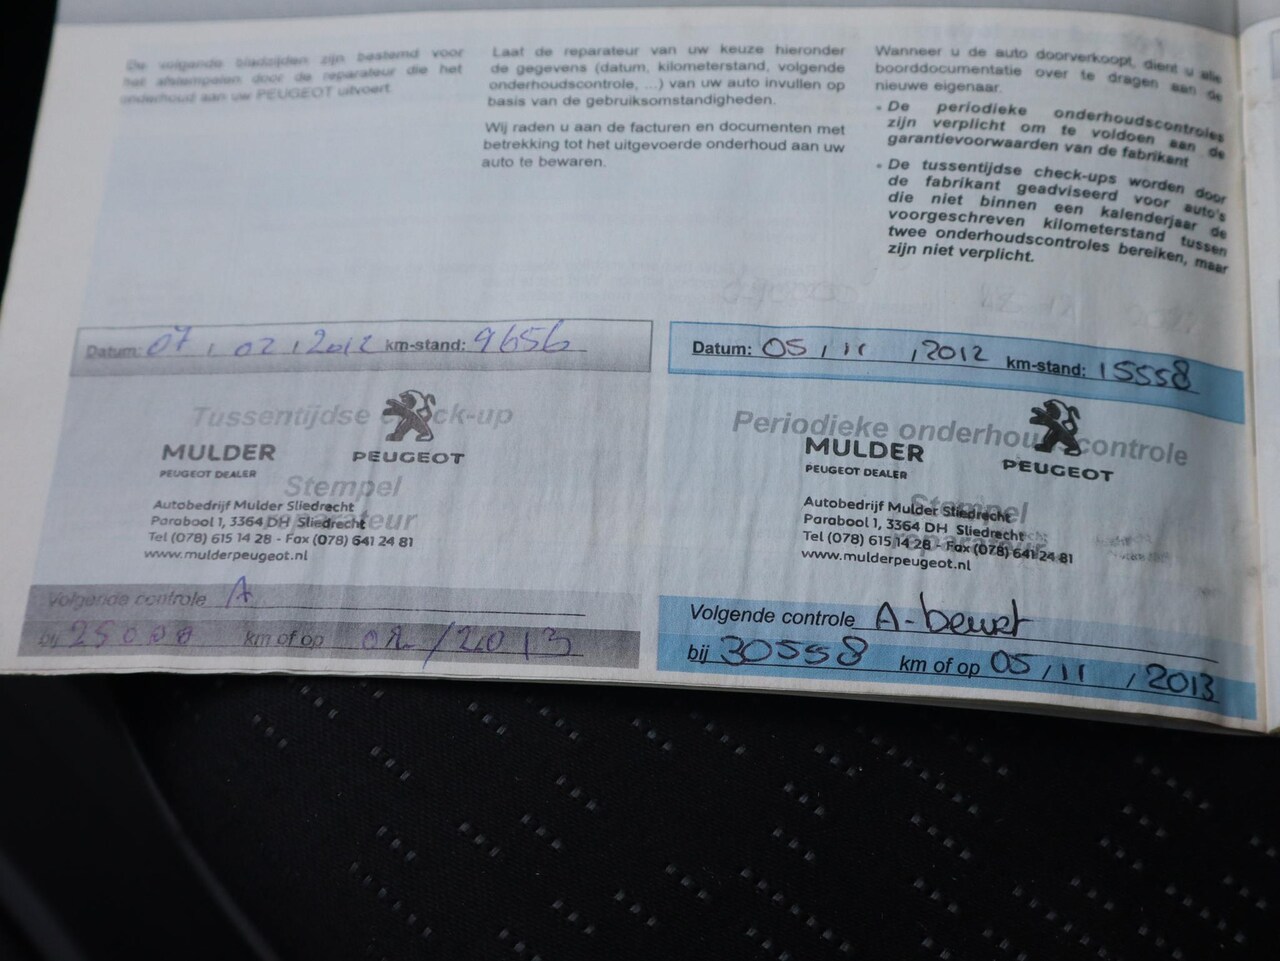 De volgende bladzijden zijn bestemd voor
het afstempelen door de reparateur die het
onderhoud aan uw PEUGEOT uitvoert.
Laat de reparateur van uw keuze hieronder
de gegevens (datum, kilometerstand, volgende
onderhoudscontrole, ...) van uw auto invullen op
basis van de gebruiksomstandigheden.
Wij raden u aan de facturen en documenten met
betrekking tot het uitgevoerde onderhoud aan uw
auto te bewaren.
Wanneer u de auto doorverkoopt, dient u alle
boorddocumentatie over te dragen aan de
nieuwe eigenaar.
• De periodieke onderhoudscontroles
zijn verplicht om te voldoen aan de
garantievoorwaarden van de fabrikant
• De tussentijdse check-ups worden door
de fabrikant geadviseerd voor auto's
die niet binnen een kalenderjaar de
voorgeschreven kilometerstand tussen
twee onderhoudscontroles bereiken, maar
zijn niet verplicht.
Datum: 07 / 02 / 2012 km-stand: 9656
Tussentijdse check-up
MULDER PEUGEOT
PEUGEOT DEALER
Stempel
reparateur
Autobedrijf Mulder Sliedrecht
Parabool 1, 3364 DH Sliedrecht
Tel (078) 615 14 28 - Fax (078) 641 24 81
www.mulderpeugeot.nl
Volgende controle A
bij 25000 km of op 02/2013
Datum: 05 / 11 / 2012 km-stand: 15558
Periodieke onderhoudscontrole
MULDER PEUGEOT
PEUGEOT DEALER
Stempel
reparateur
Autobedrijf Mulder Sliedrecht
Parabool 1, 3364 DH Sliedrecht
Tel (078) 615 14 28 - Fax (078) 641 24 81
www.mulderpeugeot.nl
Volgende controle A-beurt
bij 30558 km of op 05 / 11 / 2013